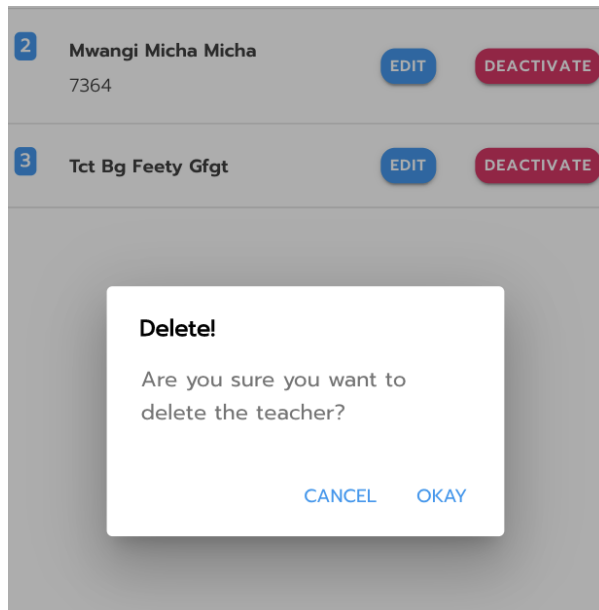 2 Mwangi Micha Micha EDIT DEACTIVATE
7364
3 Tct Bg Feety Gfgt EDIT DEACTIVATE
Delete!
Are you sure you want to
delete the teacher?
CANCEL OKAY